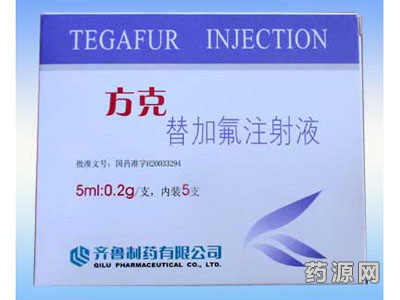 TEGAFUR INJECTION
方克
替加氟注射液
批准文号：国药准字H20033294
5ml:0.2g/支，内装5支
齐鲁制药有限公司
QILU PHARMACEUTICAL CO., LTD.
药源网